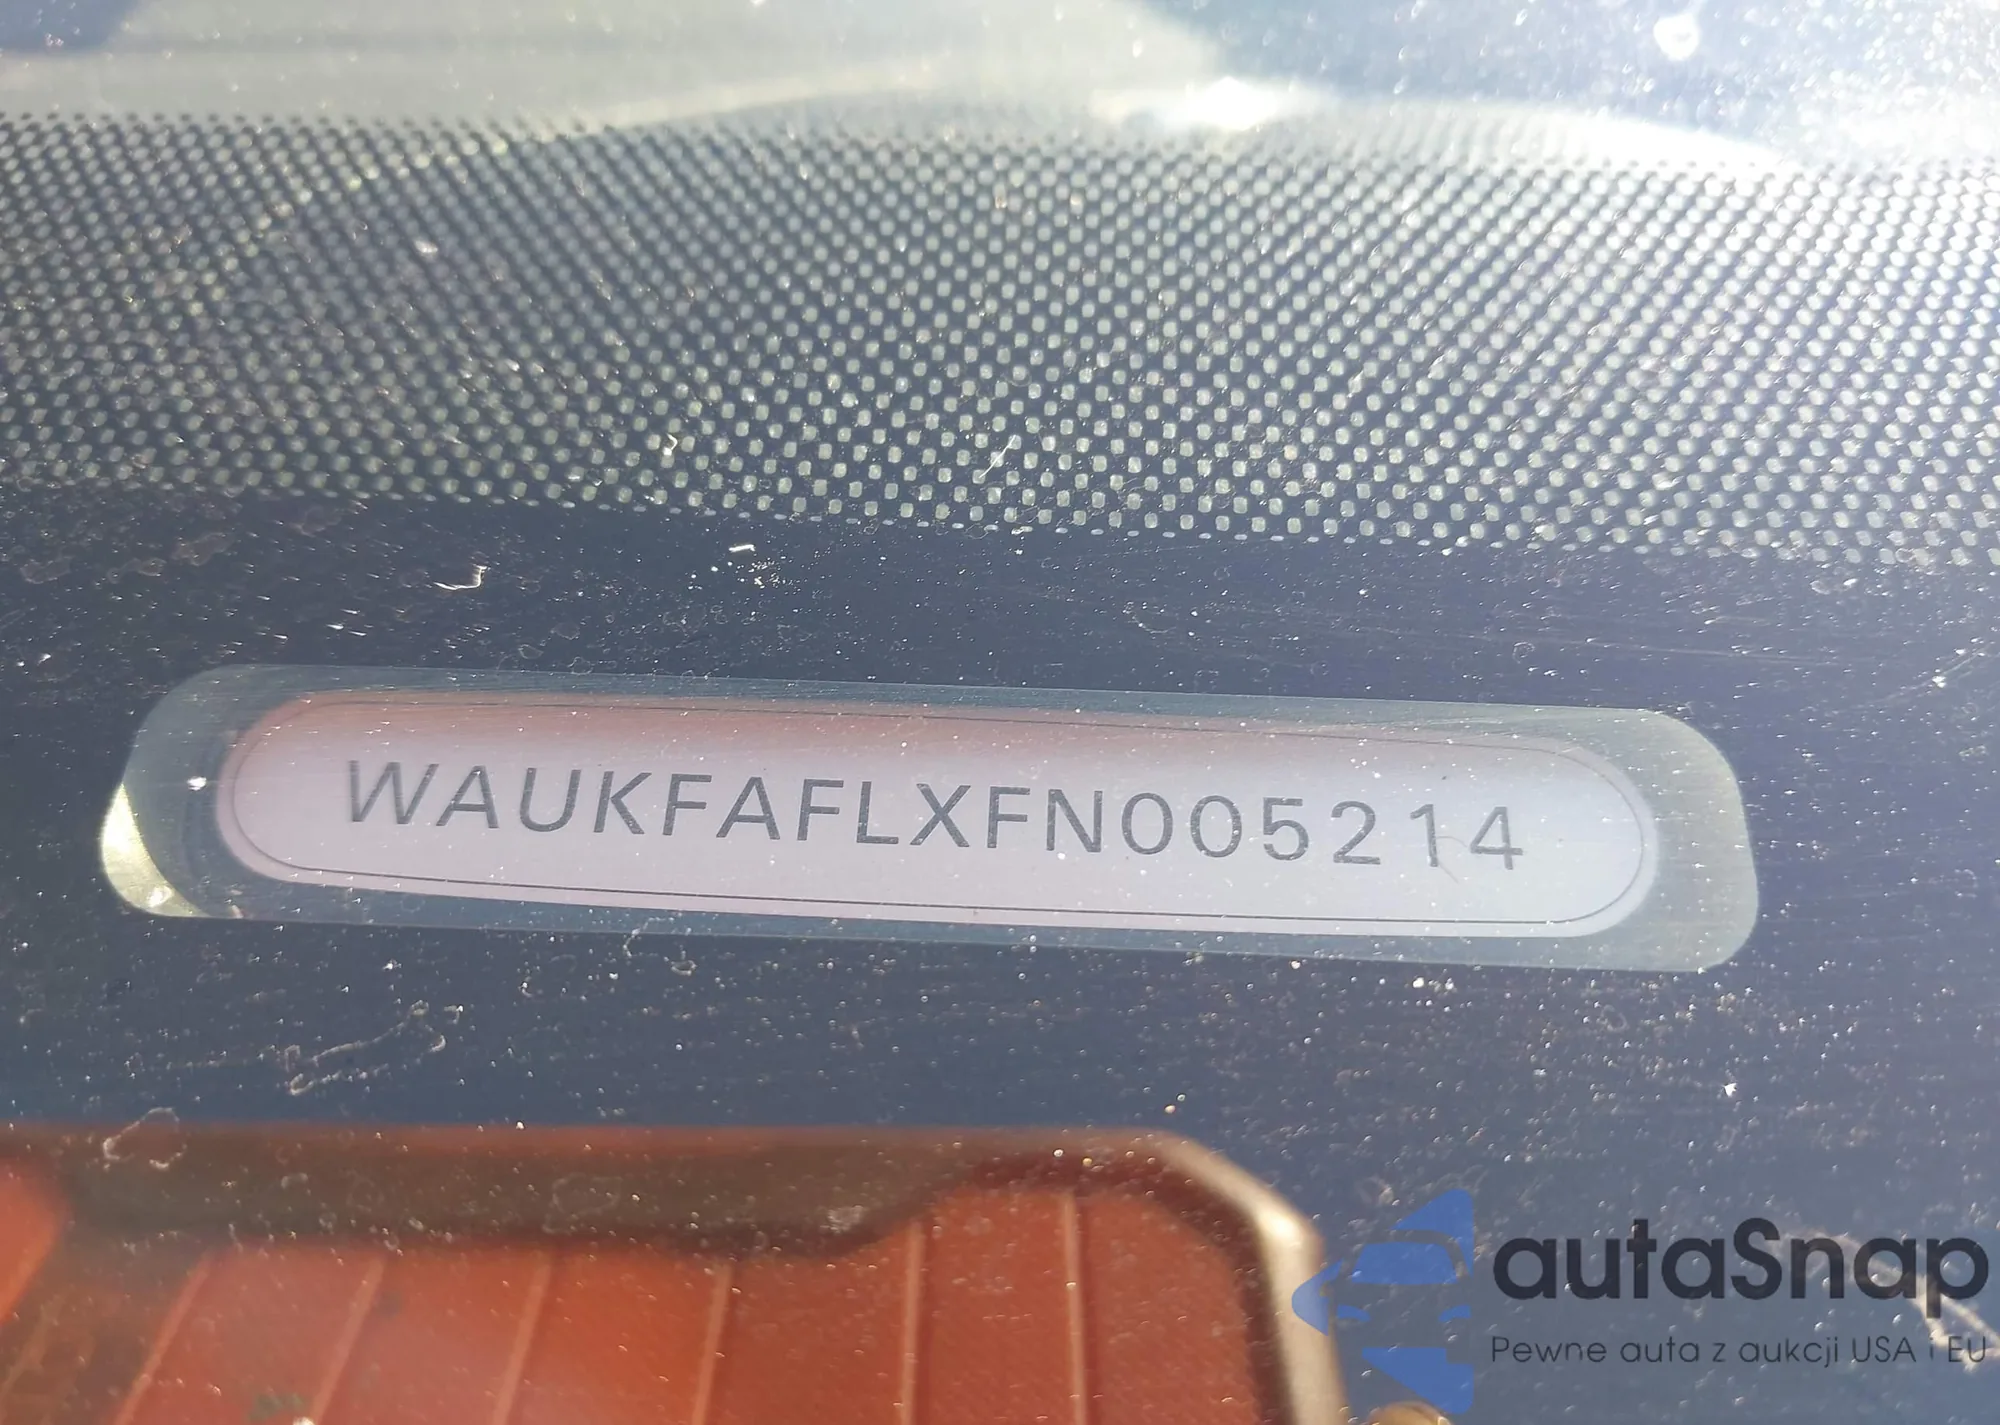 WAUKFAFLXFN005214
autaSnap
Pewne auta z aukcji USA i EU